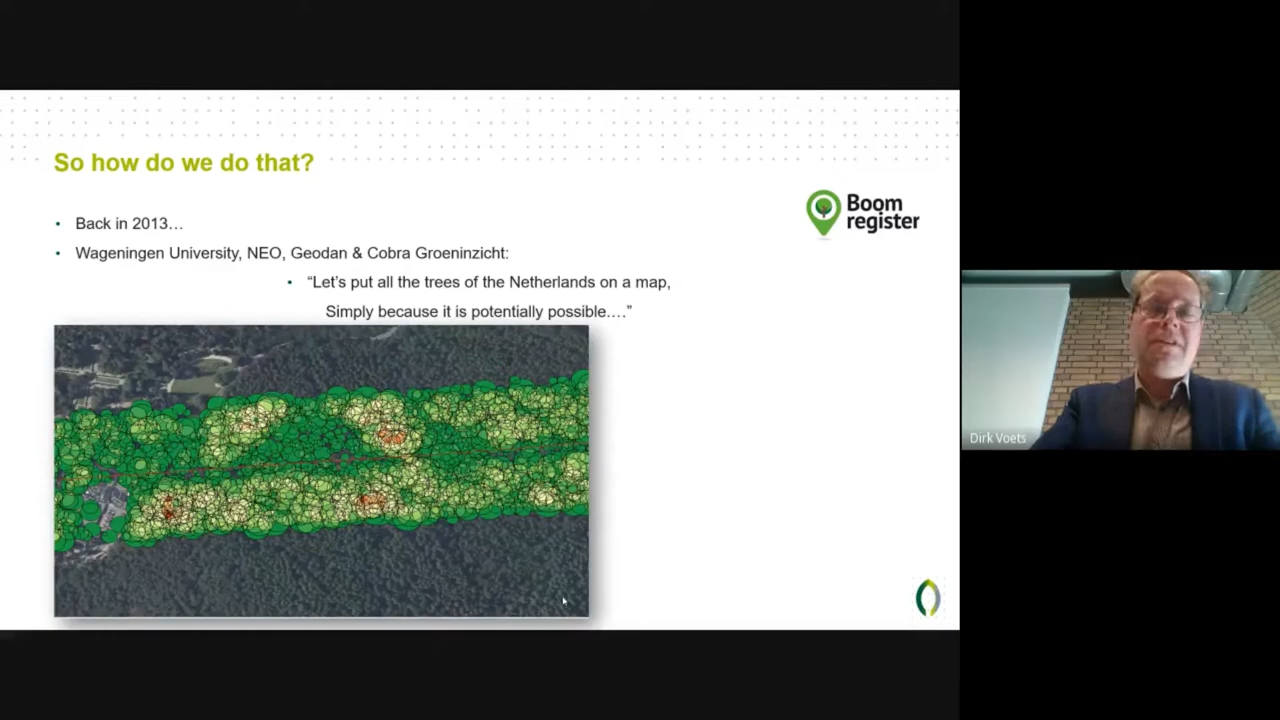 So how do we do that?
Boom
register
• Back in 2013…
• Wageningen University, NEO, Geodan & Cobra Groeninzicht:
• “Let’s put all the trees of the Netherlands on a map,
Simply because it is potentially possible….”
Dirk Voets